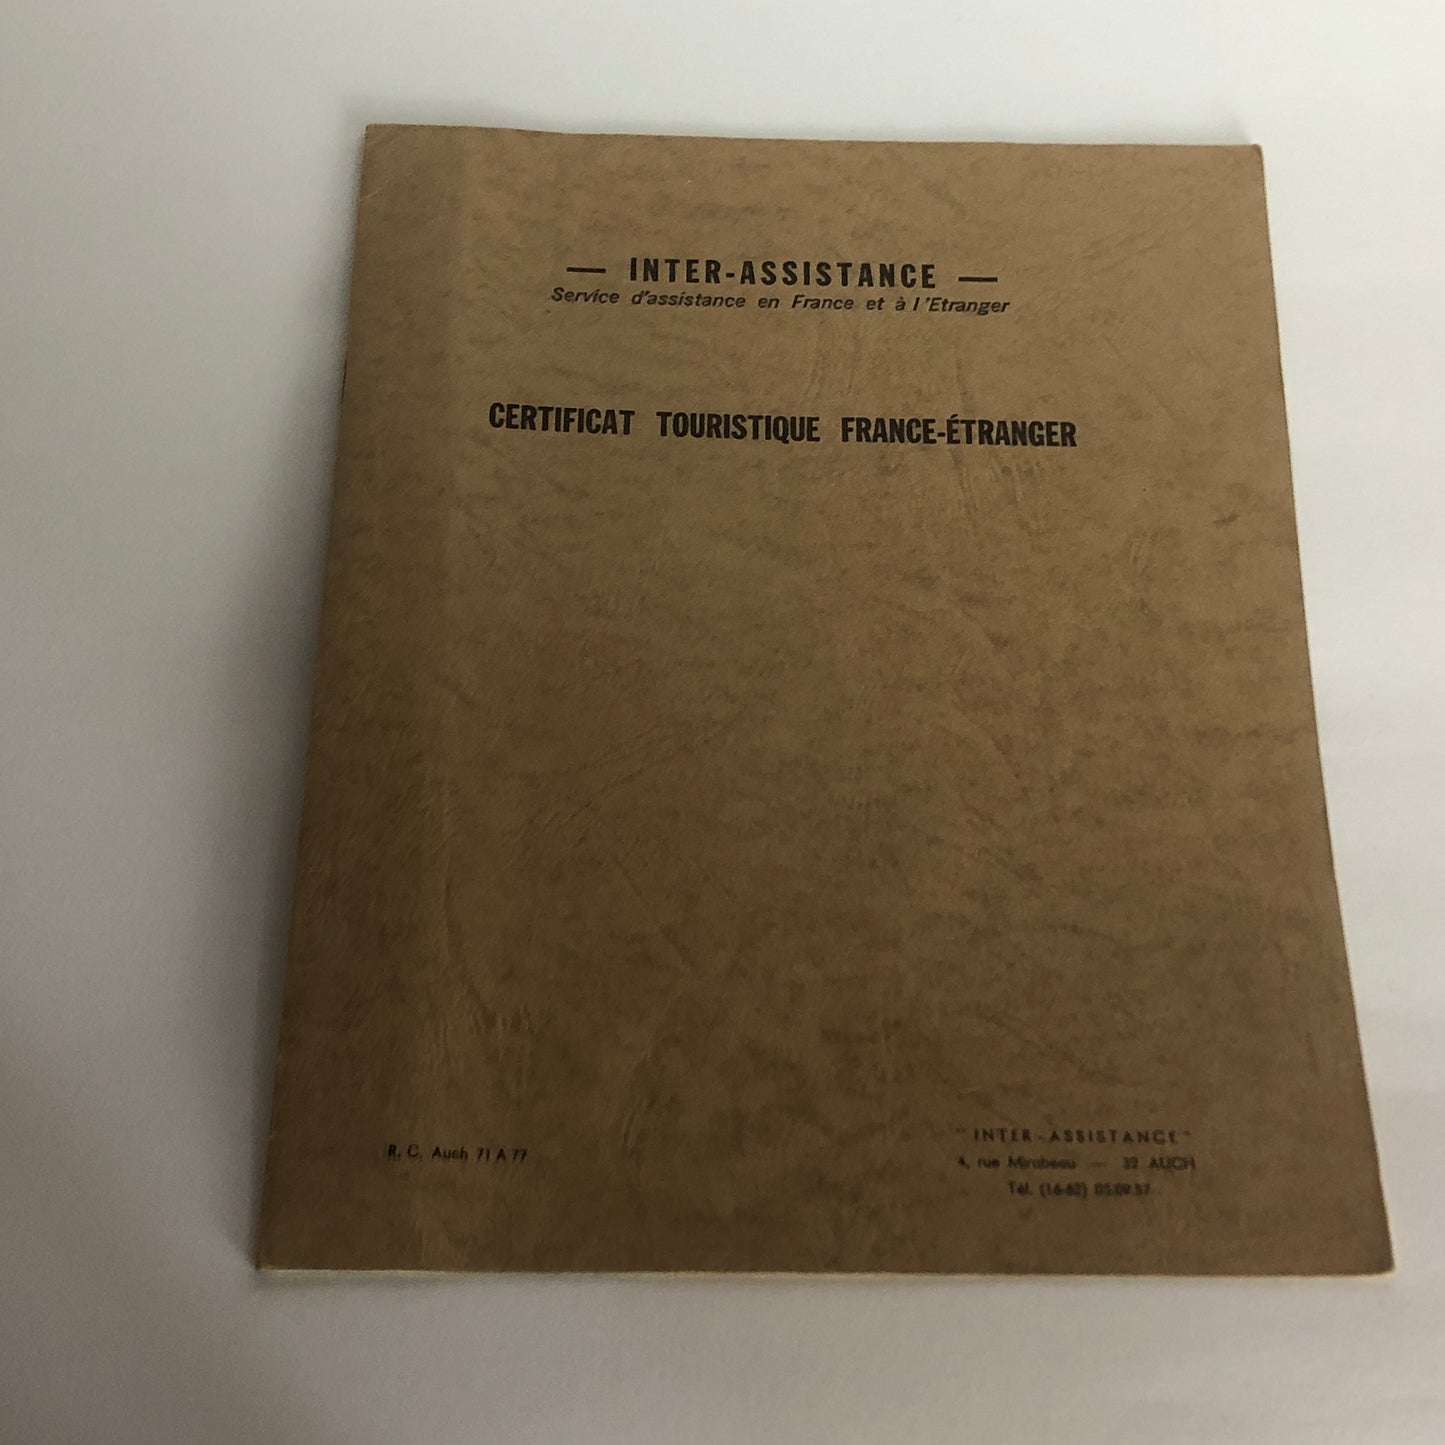 — INTER-ASSISTANCE —
Service d'assistance en France et à l'Etranger
CERTIFICAT TOURISTIQUE FRANCE-ÉTRANGER
R. C. Auch 71 A 77
"INTER-ASSISTANCE"
4, rue Mirabeau — 32 AUCH
Tél. (16-62) 05.09.57